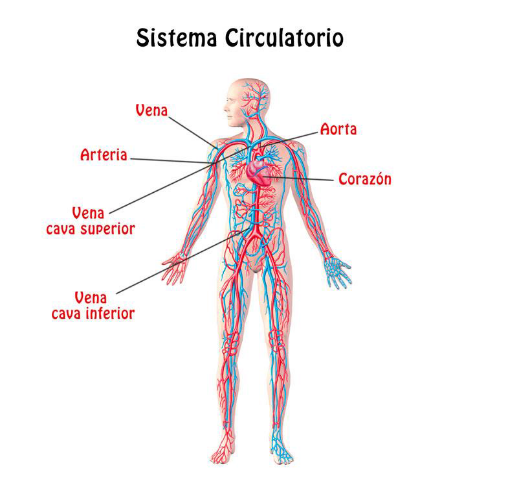 Sistema Circulatorio
Vena
Aorta
Arteria
Corazón
Vena
cava superior
Vena
cava inferior